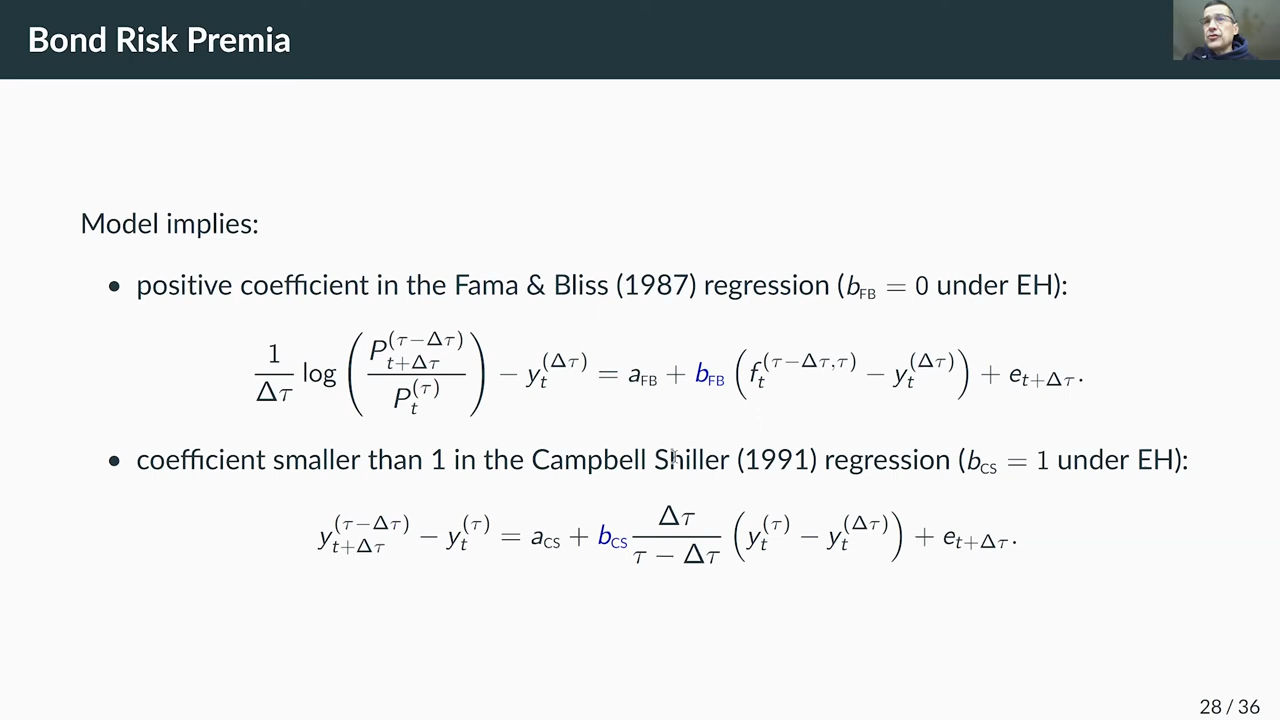 Bond Risk Premia
Model implies:
• positive coefficient in the Fama & Bliss (1987) regression (b_FB = 0 under EH):
1/Δτ log (P_{t+Δτ}^{(τ−Δτ)} / P_t^{(τ)}) − y_t^{(Δτ)} = a_FB + b_FB (f_t^{(τ−Δτ,τ)} − y_t^{(Δτ)}) + e_{t+Δτ}.
• coefficient smaller than 1 in the Campbell Shiller (1991) regression (b_CS = 1 under EH):
y_{t+Δτ}^{(τ−Δτ)} − y_t^{(τ)} = a_CS + b_CS Δτ/(τ − Δτ) (y_t^{(τ)} − y_t^{(Δτ)}) + e_{t+Δτ}.
28 / 36